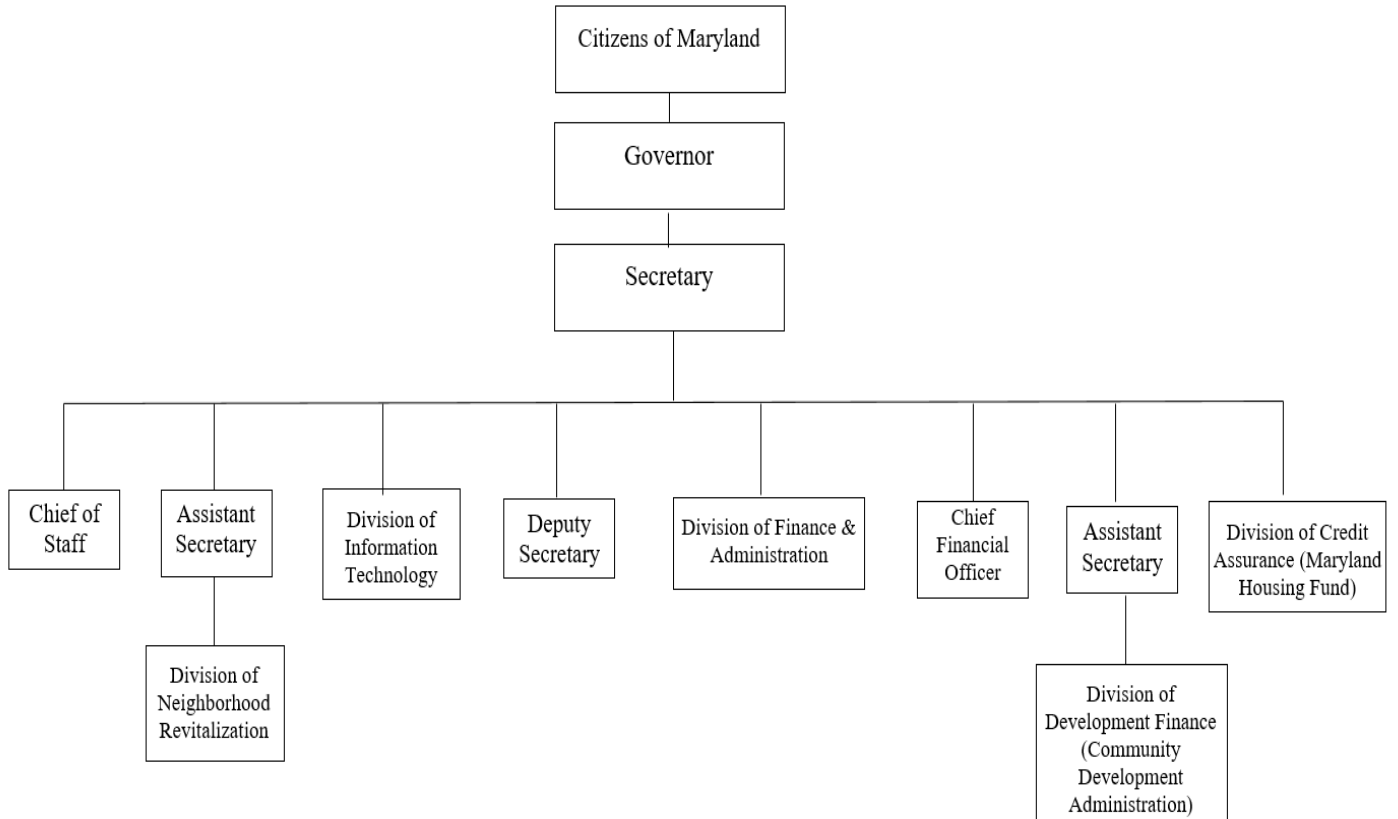 Citizens of Maryland
Governor
Secretary
Chief of
Staff
Assistant
Secretary
Division of
Information
Technology
Deputy
Secretary
Division of Finance &
Administration
Chief
Financial
Officer
Assistant
Secretary
Division of Credit
Assurance (Maryland
Housing Fund)
Division of
Neighborhood
Revitalization
Division of
Development Finance
(Community
Development
Administration)